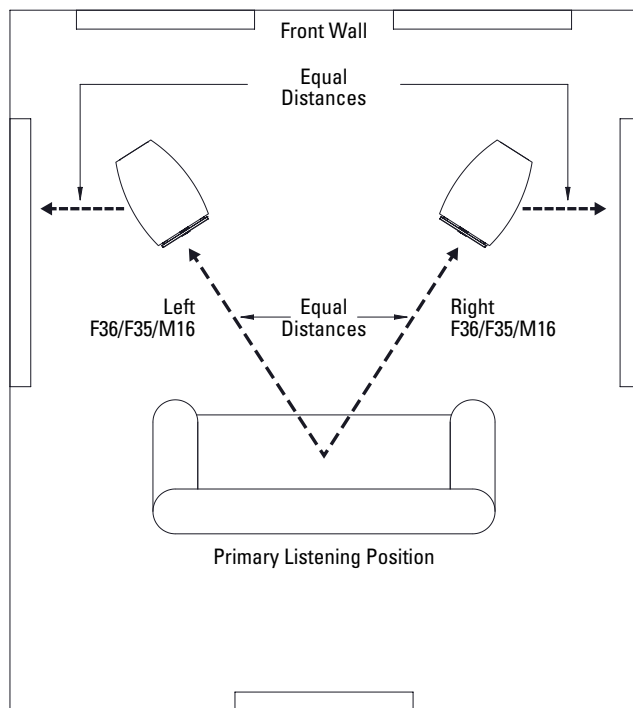 Front Wall
Equal
Distances
Left
F36/F35/M16
Equal
Distances
Right
F36/F35/M16
Primary Listening Position